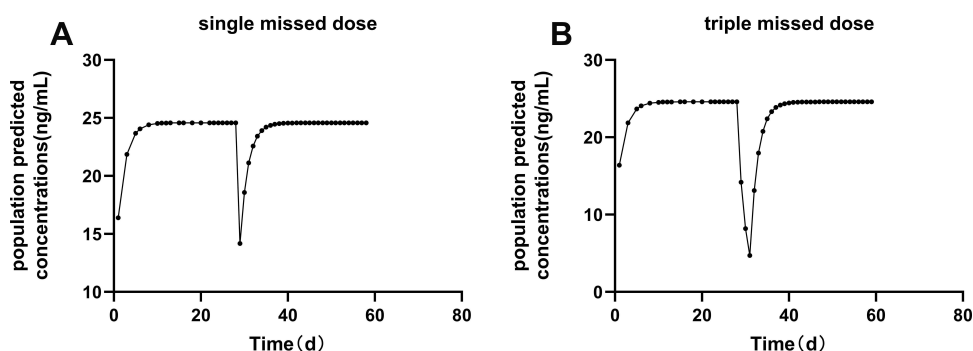 A
single missed dose
population predicted
concentrations(ng/mL)
30
25
20
15
10
0 20 40 60 80
Time（d）
B
triple missed dose
population predicted
concentrations(ng/mL)
30
20
10
0
0 20 40 60 80
Time（d）